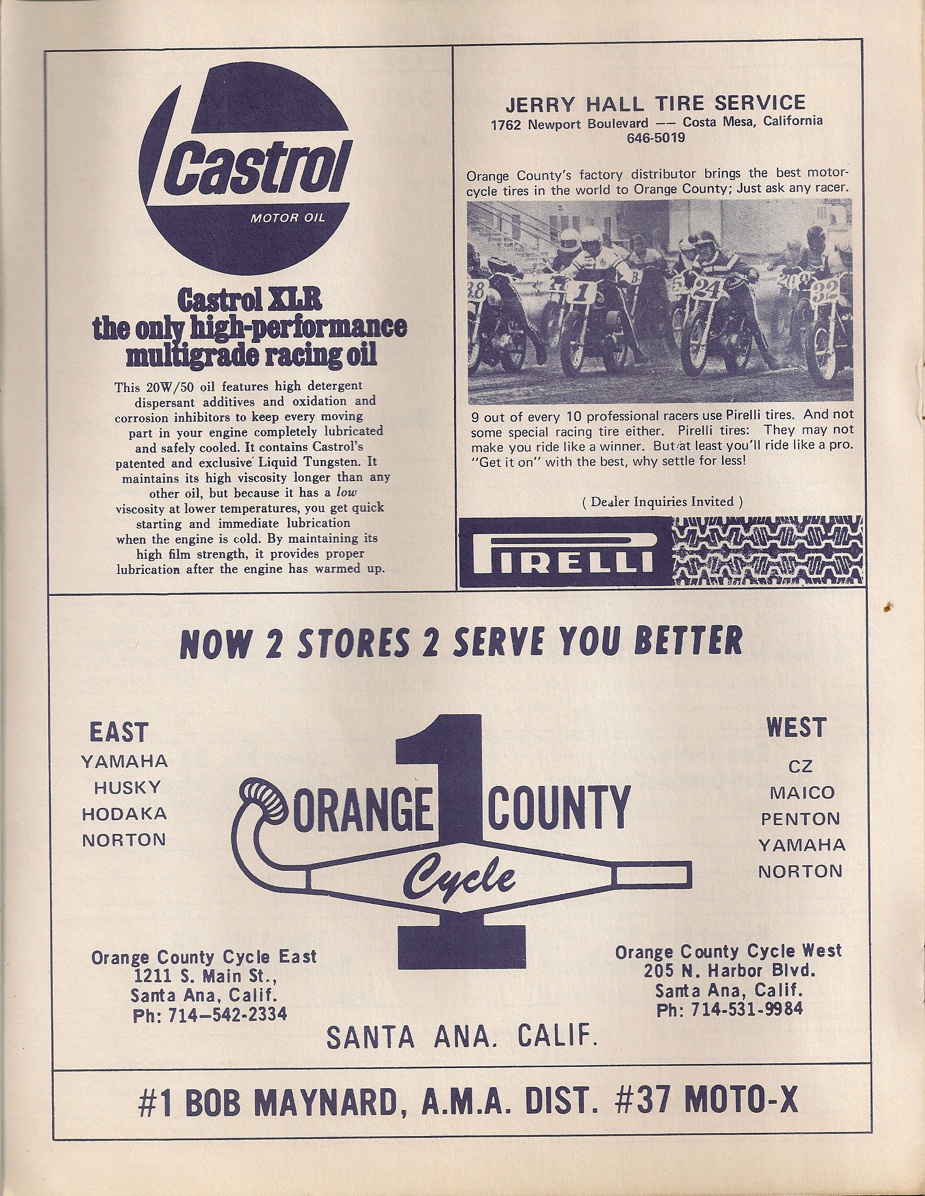 Castrol
MOTOR OIL
Castrol XLR
the only high-performance
multigrade racing oil
This 20W/50 oil features high detergent
dispersant additives and oxidation and
corrosion inhibitors to keep every moving
part in your engine completely lubricated
and safely cooled. It contains Castrol's
patented and exclusive Liquid Tungsten. It
maintains its high viscosity longer than any
other oil, but because it has a low
viscosity at lower temperatures, you get quick
starting and immediate lubrication
when the engine is cold. By maintaining its
high film strength, it provides proper
lubrication after the engine has warmed up.
JERRY HALL TIRE SERVICE
1762 Newport Boulevard —— Costa Mesa, California
646-5019
Orange County's factory distributor brings the best motor-
cycle tires in the world to Orange County; Just ask any racer.
38
1
24
32
9 out of every 10 professional racers use Pirelli tires. And not
some special racing tire either. Pirelli tires: They may not
make you ride like a winner. But at least you'll ride like a pro.
"Get it on" with the best, why settle for less!
( Dealer Inquiries Invited )
PIRELLI
NOW 2 STORES 2 SERVE YOU BETTER
EAST
YAMAHA
HUSKY
HODAKA
NORTON
1
ORANGE COUNTY
Cycle
WEST
CZ
MAICO
PENTON
YAMAHA
NORTON
Orange County Cycle East
1211 S. Main St.,
Santa Ana, Calif.
Ph: 714—542-2334
Orange County Cycle West
205 N. Harbor Blvd.
Santa Ana, Calif.
Ph: 714-531-9984
SANTA ANA. CALIF.
#1 BOB MAYNARD, A.M.A. DIST. #37 MOTO-X